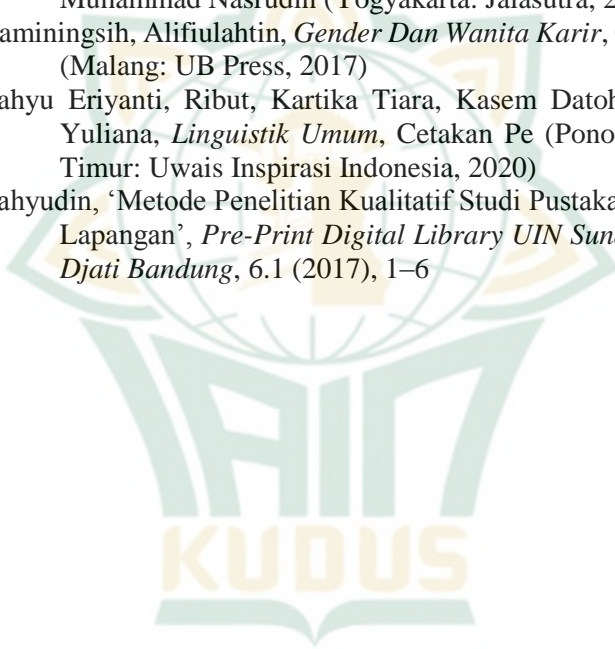 Muhammad Nasrudin (Yogyakarta: Jalasutra, 2
aminingsih, Alifiulahtin, Gender Dan Wanita Karir,
(Malang: UB Press, 2017)
ahyu Eriyanti, Ribut, Kartika Tiara, Kasem Datoh
Yuliana, Linguistik Umum, Cetakan Pe (Pono
Timur: Uwais Inspirasi Indonesia, 2020)
ahyudin, ‘Metode Penelitian Kualitatif Studi Pustaka
Lapangan’, Pre-Print Digital Library UIN Sun
Djati Bandung, 6.1 (2017), 1–6
IAIN
KUDUS